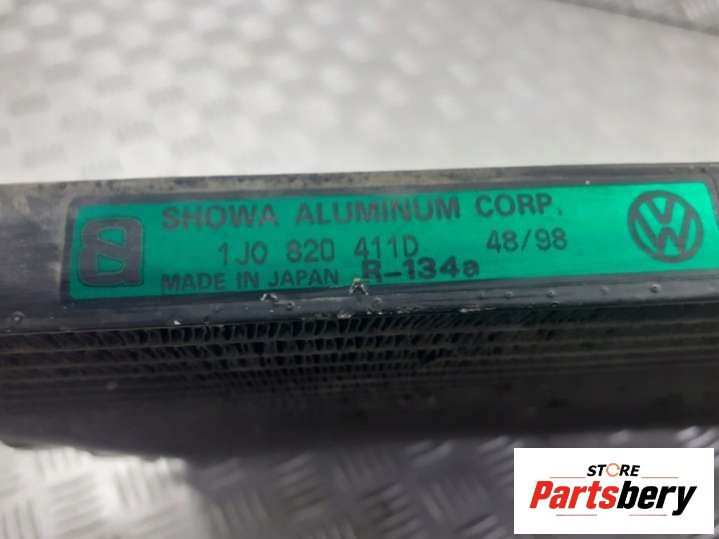 SHOWA ALUMINUM CORP.
1J0 820 411D 48/98
MADE IN JAPAN R-134a
STORE
Partsbery